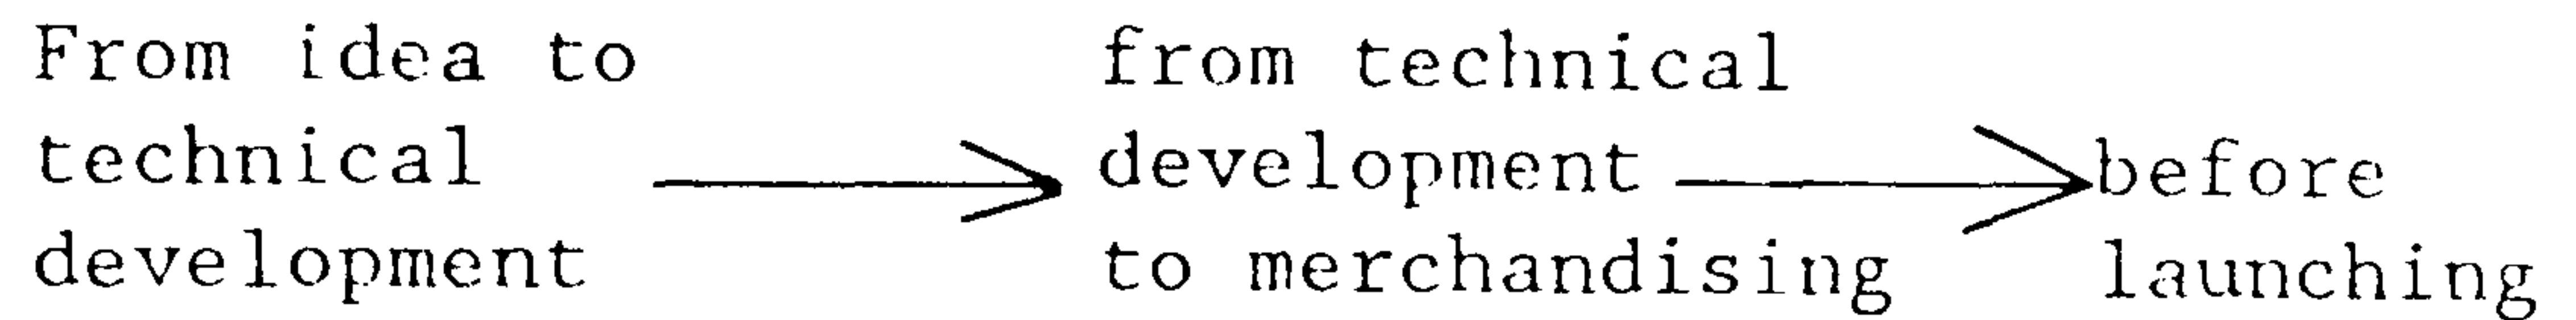 From idea to
technical
development
from technical
development
to merchandising
before
launching